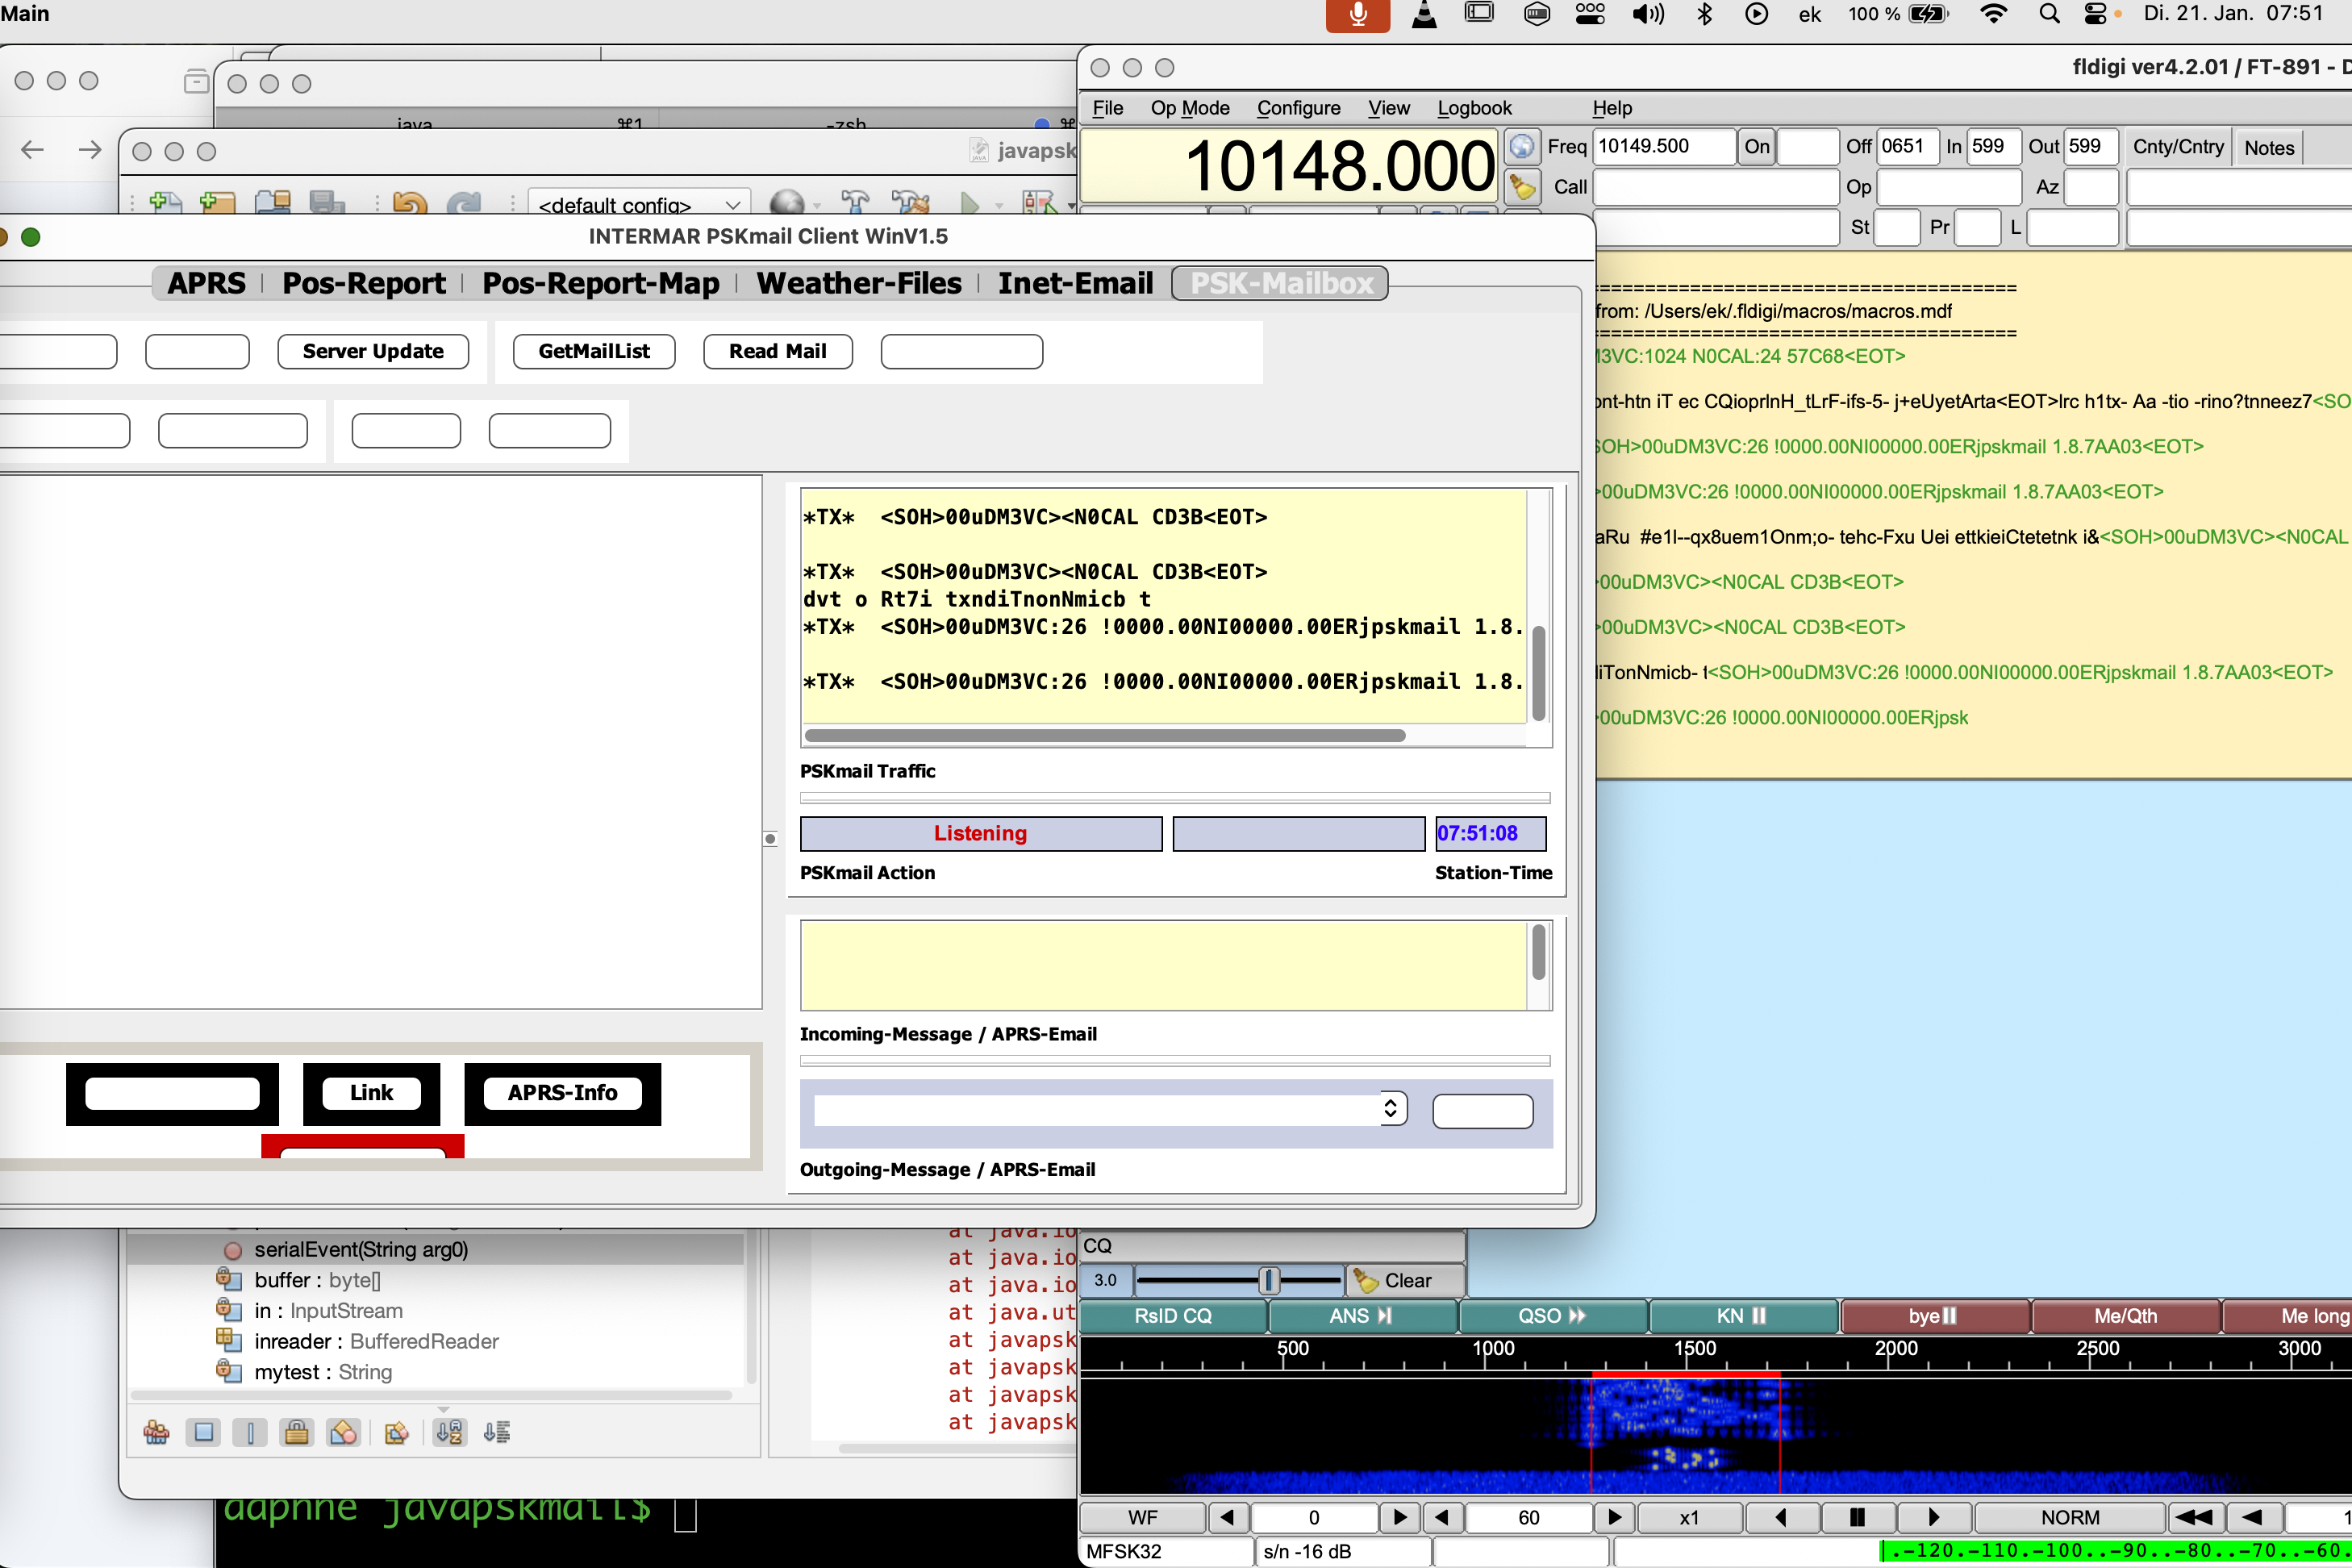 Main
ek
100 %
Di. 21. Jan. 07:51
java ⌘1
-zsh
javapsk
<default config>
fldigi ver4.2.01 / FT-891 - D
File Op Mode Configure View Logbook Help
10148.000
Freq 10149.500 On Off 0651 In 599 Out 599 Cnty/Cntry Notes
Call Op Az
St Pr L
INTERMAR PSKmail Client WinV1.5
APRS | Pos-Report | Pos-Report-Map | Weather-Files | Inet-Email PSK-Mailbox
Server Update GetMailList Read Mail
*TX* <SOH>00uDM3VC><N0CAL CD3B<EOT>
*TX* <SOH>00uDM3VC><N0CAL CD3B<EOT>
dvt o Rt7i txndiTnonNmicb t
*TX* <SOH>00uDM3VC:26 !0000.00NI00000.00ERjpskmail 1.8.
*TX* <SOH>00uDM3VC:26 !0000.00NI00000.00ERjpskmail 1.8.
PSKmail Traffic
Listening 07:51:08
PSKmail Action Station-Time
Incoming-Message / APRS-Email
Outgoing-Message / APRS-Email
Link APRS-Info
from: /Users/ek/.fldigi/macros/macros.mdf
3VC:1024 N0CAL:24 57C68<EOT>
ont-htn iT ec CQioprlnH_tLrF-ifs-5- j+eUyetArta<EOT>lrc h1tx- Aa -tio -rino?tnneez7<SO
SOH>00uDM3VC:26 !0000.00NI00000.00ERjpskmail 1.8.7AA03<EOT>
>00uDM3VC:26 !0000.00NI00000.00ERjpskmail 1.8.7AA03<EOT>
aRu #e1l--qx8uem1Onm;o- tehc-Fxu Uei ettkieiCtetetnk i&<SOH>00uDM3VC><N0CAL
>00uDM3VC><N0CAL CD3B<EOT>
>00uDM3VC><N0CAL CD3B<EOT>
liTonNmicb- t<SOH>00uDM3VC:26 !0000.00NI00000.00ERjpskmail 1.8.7AA03<EOT>
>00uDM3VC:26 !0000.00NI00000.00ERjpsk
serialEvent(String arg0)
buffer : byte[]
in : InputStream
inreader : BufferedReader
mytest : String
at java.io
at java.io
at java.io
at java.ut
at javapsk
at javapsk
at javapsk
at javapsk
daphne javapskmail$
CQ
3.0 Clear
RsID CQ ANS QSO KN bye Me/Qth Me long
500 1000 1500 2000 2500 3000
WF 0 60 x1 NORM 1
MFSK32 s/n -16 dB
-120.-110.-100..-90..-80..-70..-60.